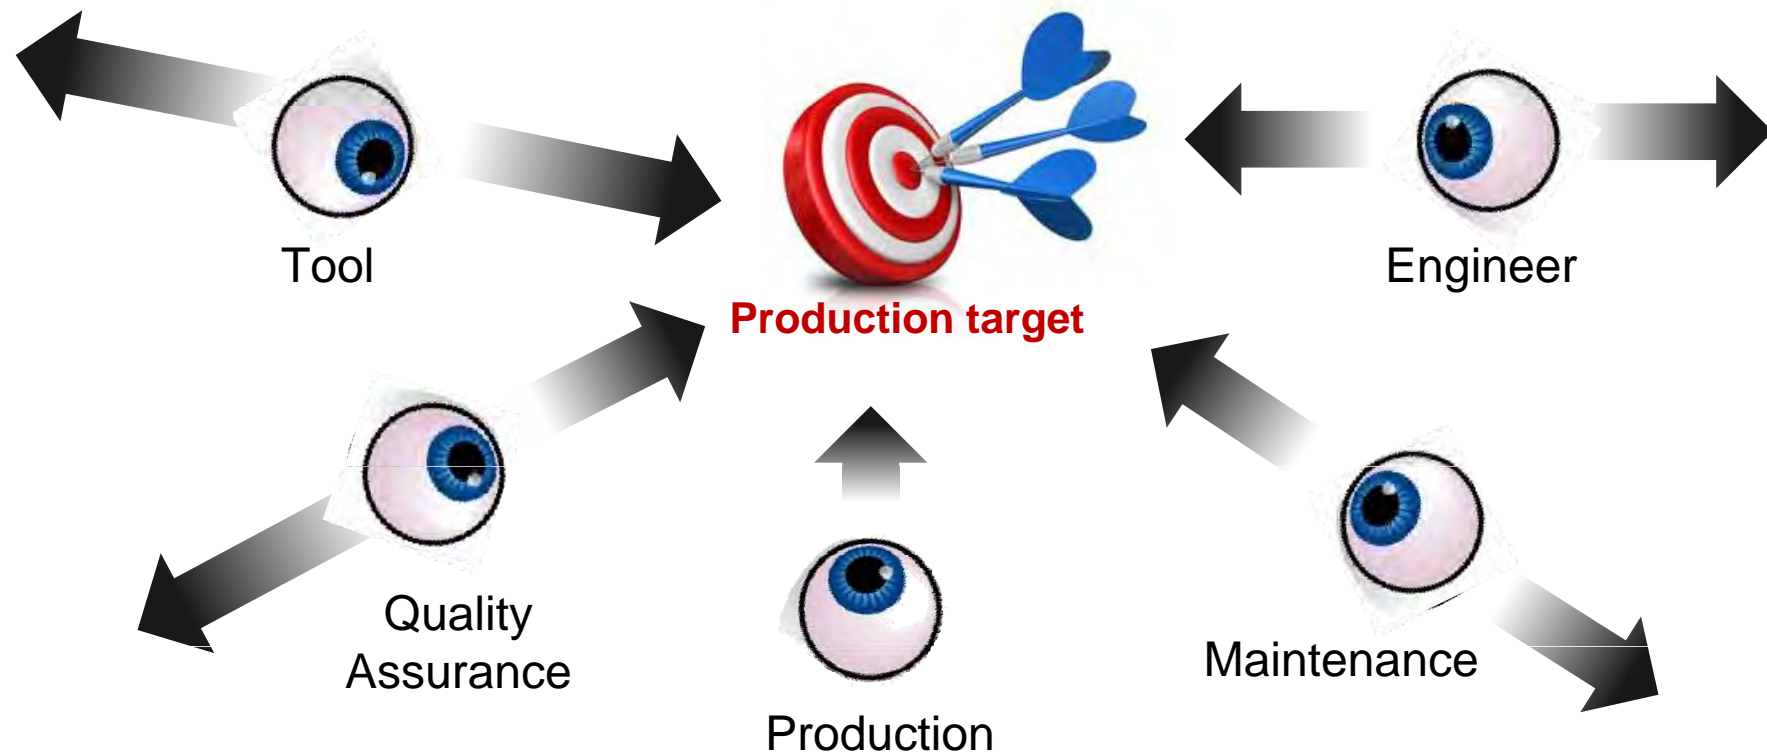 Tool
Engineer
Production target
Quality
Assurance
Maintenance
Production